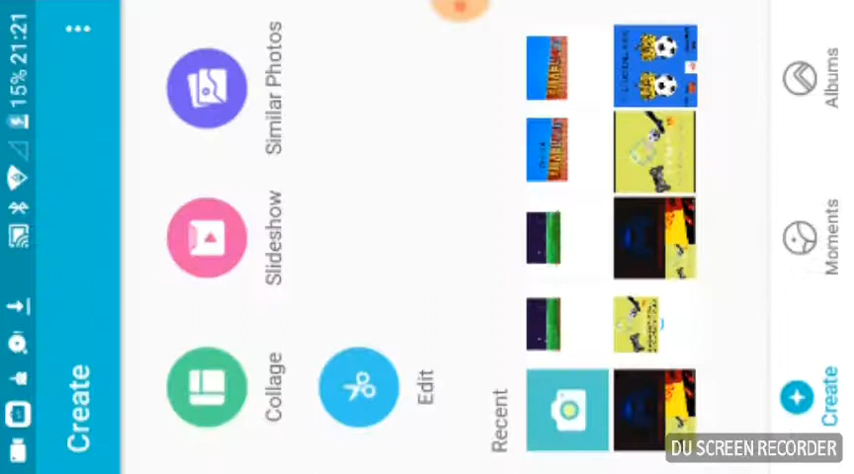 15% 21:21
Create
Collage
Slideshow
Similar Photos
Edit
Recent
Create
Moments
Albums
DU SCREEN RECORDER